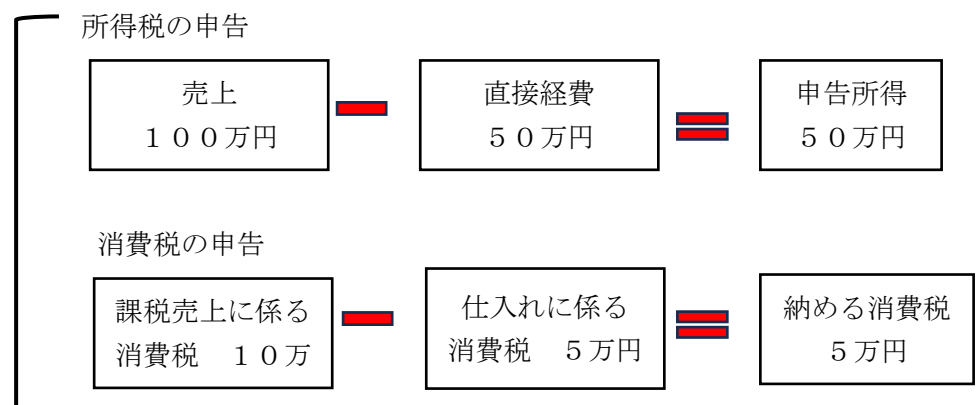 所得税の申告
売上
１００万円
直接経費
５０万円
申告所得
５０万円
消費税の申告
課税売上に係る
消費税　１０万
仕入れに係る
消費税　５万円
納める消費税
５万円